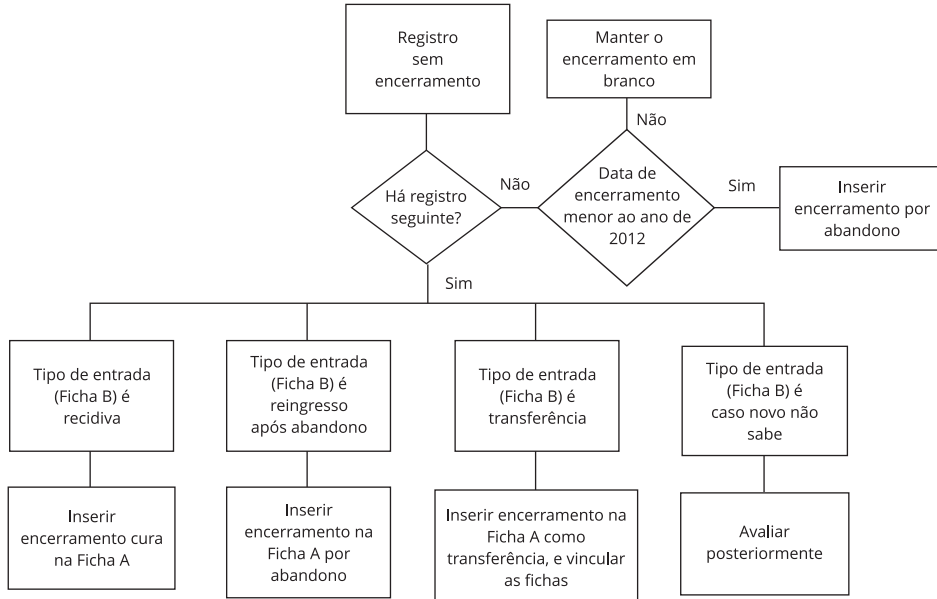 Registro
sem
encerramento
Manter o
encerramento em
branco
Não
Há registro
seguinte?
Não
Data de
encerramento
menor ao ano de
2012
Sim
Inserir
encerramento por
abandono
Sim
Tipo de entrada
(Ficha B) é
recidiva
Tipo de entrada
(Ficha B) é
reingresso
após abandono
Tipo de entrada
(Ficha B) é
transferência
Tipo de entrada
(Ficha B) é
caso novo não
sabe
Inserir
encerramento cura
na Ficha A
Inserir
encerramento na
Ficha A por
abandono
Inserir encerramento na
Ficha A como
transferência, e vincular
as fichas
Avaliar
posteriormente